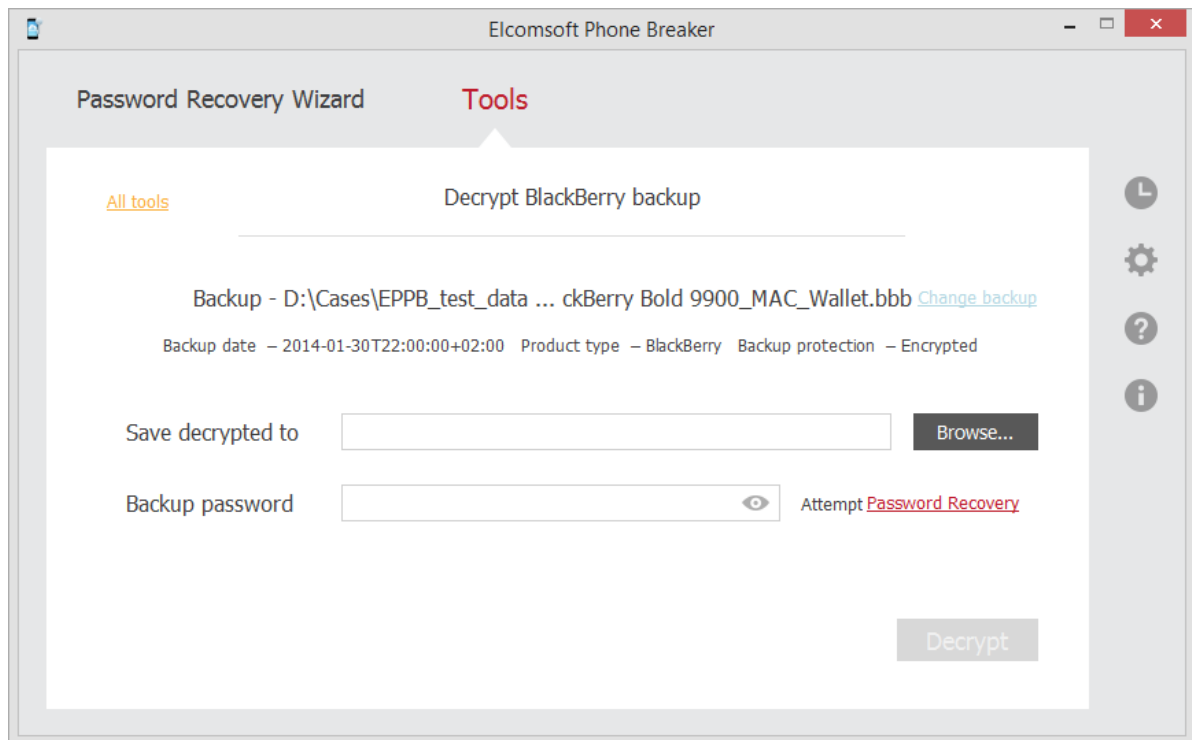 Elcomsoft Phone Breaker
Password Recovery Wizard Tools
All tools Decrypt BlackBerry backup
Backup - D:\Cases\EPPB_test_data ... ckBerry Bold 9900_MAC_Wallet.bbb Change backup
Backup date – 2014-01-30T22:00:00+02:00 Product type – BlackBerry Backup protection – Encrypted
Save decrypted to Browse...
Backup password Attempt Password Recovery
Decrypt